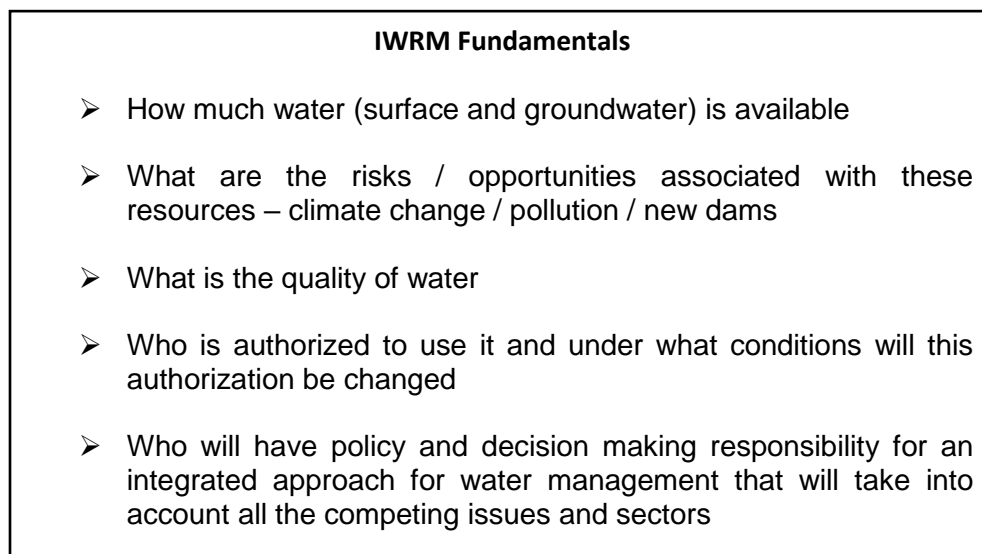 IWRM Fundamentals
➢ How much water (surface and groundwater) is available
➢ What are the risks / opportunities associated with these
resources – climate change / pollution / new dams
➢ What is the quality of water
➢ Who is authorized to use it and under what conditions will this
authorization be changed
➢ Who will have policy and decision making responsibility for an
integrated approach for water management that will take into
account all the competing issues and sectors